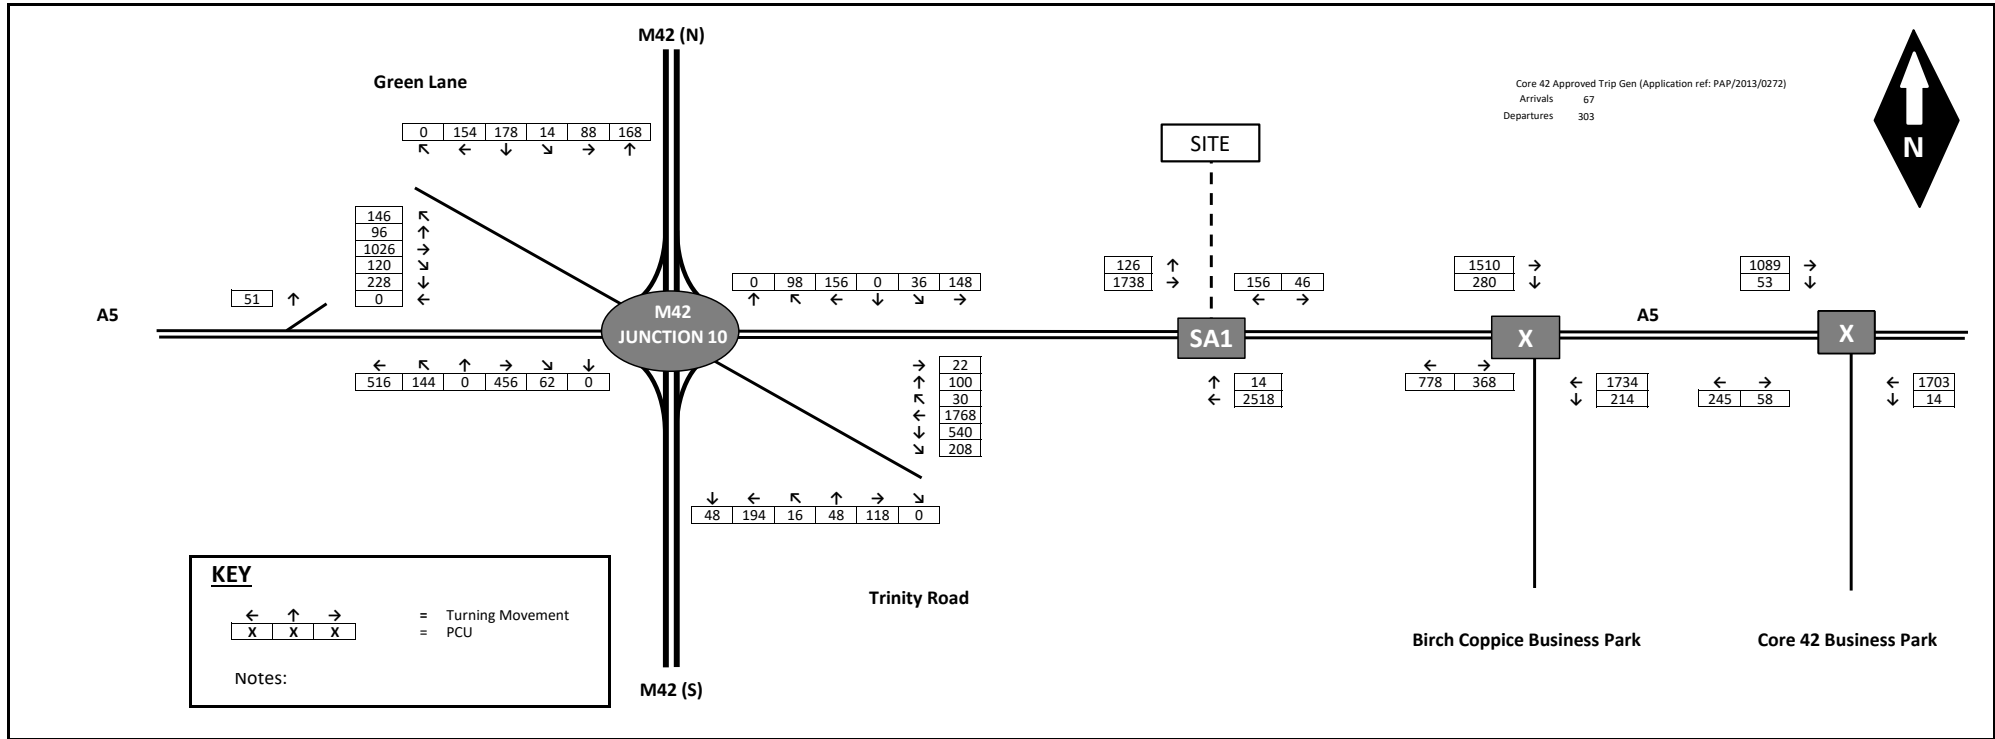 M42 (N)
Green Lane
Core 42 Approved Trip Gen (Application ref: PAP/2013/0272)
Arrivals 67
Departures 303
N
0 154 178 14 88 168
↖ ← ↓ ↘ → ↑
SITE
146 ↖
96 ↑
1026 →
120 ↘
228 ↓
0 ←
51 ↑
0 98 156 0 36 148
↑ ↖ ← ↓ ↘ →
126 ↑
1738 →
156 46
← →
1510 →
280 ↓
1089 →
53 ↓
A5
M42
JUNCTION 10
SA1
X
A5
X
← ↖ ↑ → ↘ ↓
516 144 0 456 62 0
→ 22
↑ 100
↖ 30
← 1768
↓ 540
↘ 208
↑ 14
← 2518
← →
778 368
← 1734
↓ 214
← →
245 58
← 1703
↓ 14
↓ ← ↖ ↑ → ↘
48 194 16 48 118 0
KEY
← ↑ → = Turning Movement
X X X = PCU
Notes:
Trinity Road
Birch Coppice Business Park
Core 42 Business Park
M42 (S)